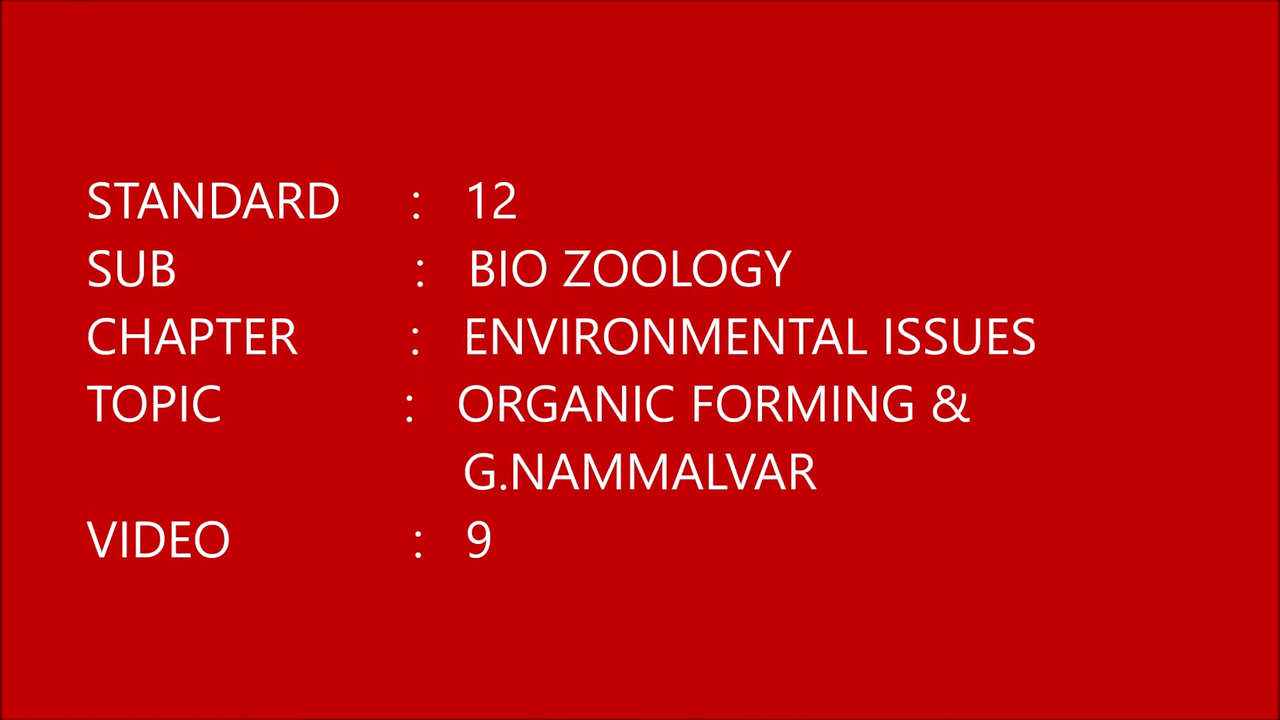 STANDARD : 12
SUB : BIO ZOOLOGY
CHAPTER : ENVIRONMENTAL ISSUES
TOPIC : ORGANIC FORMING &
G.NAMMALVAR
VIDEO : 9